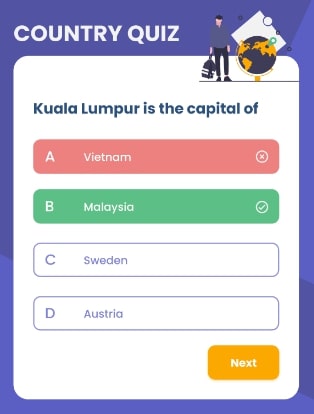 COUNTRY QUIZ
Kuala Lumpur is the capital of
A Vietnam
B Malaysia
C Sweden
D Austria
Next